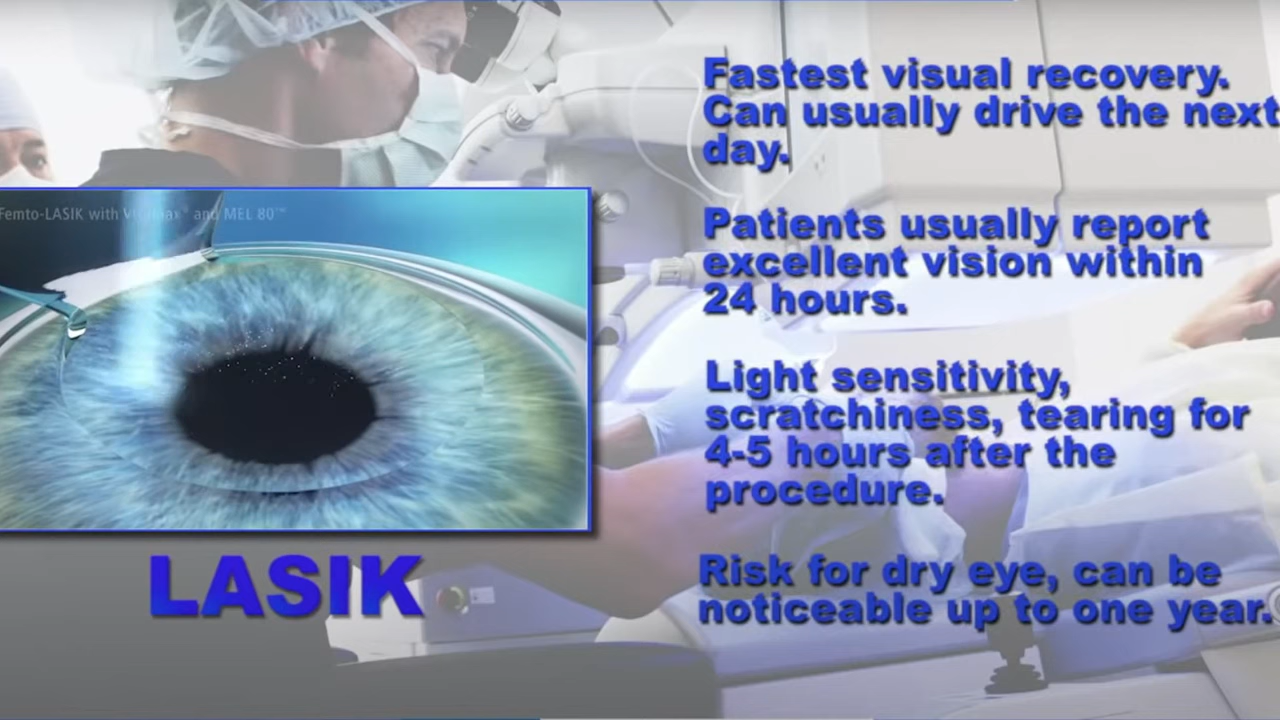 Fastest visual recovery.
Can usually drive the next
day.
Patients usually report
excellent vision within
24 hours.
Light sensitivity,
scratchiness, tearing for
4-5 hours after the
procedure.
Risk for dry eye, can be
noticeable up to one year.
Femto-LASIK with and MEL 80™
LASIK